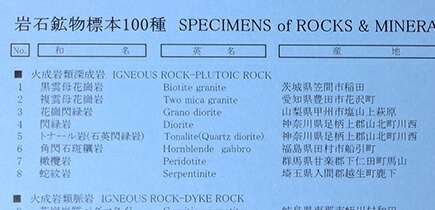 岩石鉱物標本100種 SPECIMENS of ROCKS & MINERA
No. 和 名 英 名 産 地
■ 火成岩類深成岩 IGNEOUS ROCK-PLUTOIC ROCK
1 黒雲母花崗岩 Biotite granite 茨城県笠間市稲田
2 複雲母花崗岩 Two mica granite 愛知県豊田市花沢町
3 花崗閃緑岩 Grano diorite 山梨県甲州市塩山上萩原
4 閃緑岩 Diorite 神奈川県足柄上郡山北町川西
5 トナール岩(石英閃緑岩) Tonalite(Quartz diorite) 神奈川県足柄上郡山北町川西
6 角閃石斑糲岩 Hornblende gabbro 福島県田村市船引町
7 橄欖岩 Peridotite 群馬県甘楽郡下仁田町馬山
8 蛇紋岩 Serpentinite 埼玉県入間郡越生町鹿下
■ 火成岩類脈岩 IGNEOUS ROCK-DYKE ROCK